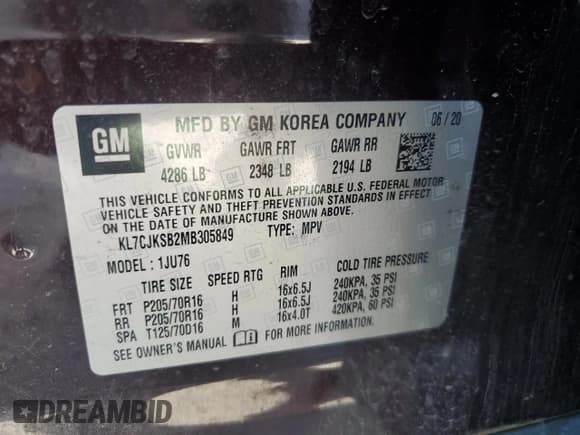 GM
MFD BY GM KOREA COMPANY 06/20
GVWR GAWR FRT GAWR RR
4286 LB 2348 LB 2194 LB
THIS VEHICLE CONFORMS TO ALL APPLICABLE U.S. FEDERAL MOTOR
VEHICLE SAFETY AND THEFT PREVENTION STANDARDS IN EFFECT
ON THE DATE OF MANUFACTURE SHOWN ABOVE.
KL7CJKSB2MB305849 TYPE: MPV
MODEL: 1JU76
TIRE SIZE SPEED RTG RIM COLD TIRE PRESSURE
FRT P205/70R16 H 16x6.5J 240KPA, 35 PSI
RR P205/70R16 H 16x6.5J 240KPA, 35 PSI
SPA T125/70D16 M 16x4.0T 420KPA, 60 PSI
SEE OWNER'S MANUAL FOR MORE INFORMATION.
DREAMBID